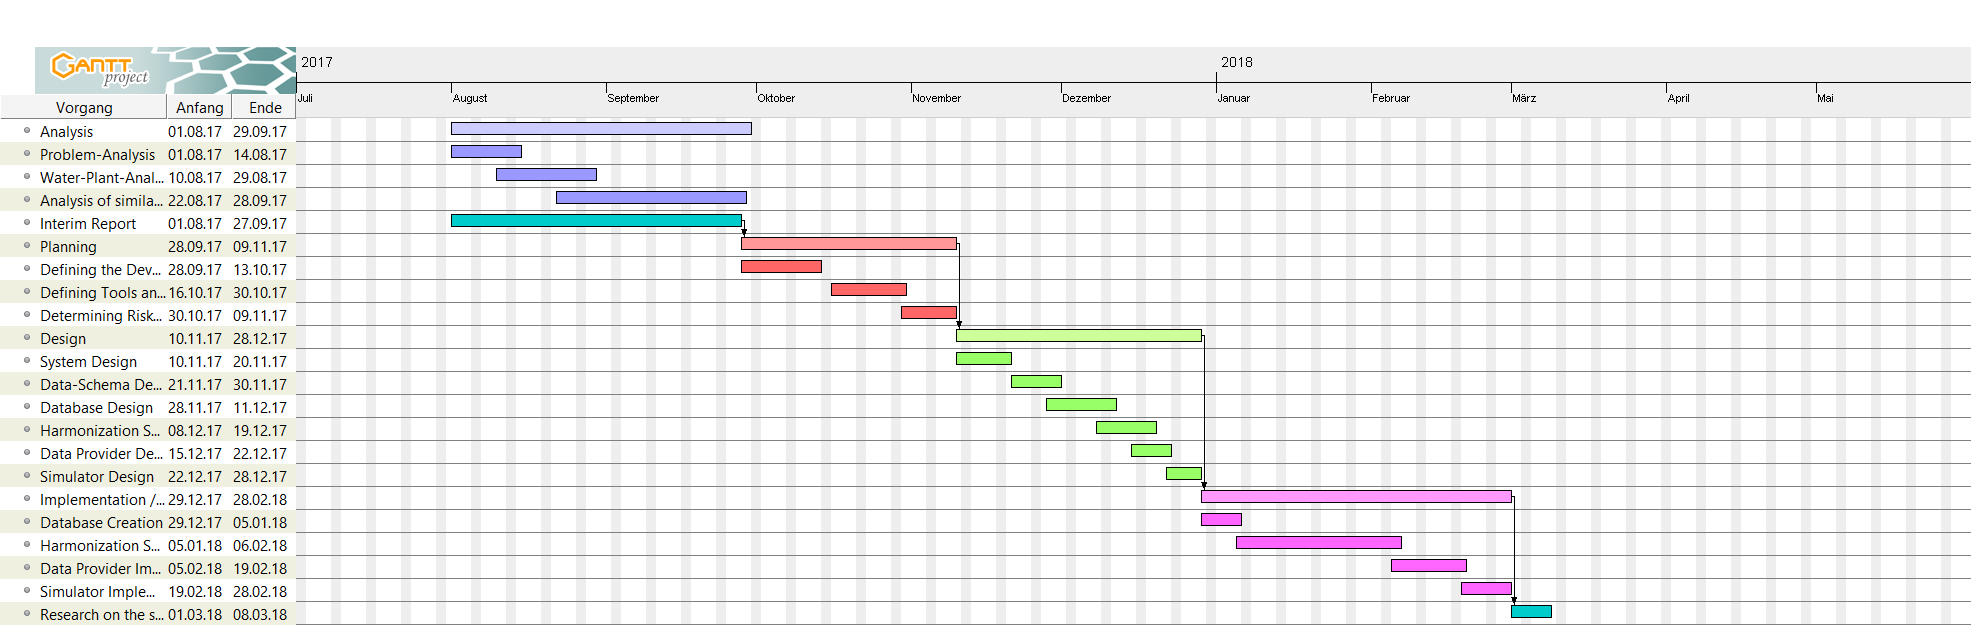 GANTT
project
2017 2018
Juli August September Oktober November Dezember Januar Februar März April Mai
Vorgang Anfang Ende
Analysis 01.08.17 29.09.17
Problem-Analysis 01.08.17 14.08.17
Water-Plant-Anal... 10.08.17 29.08.17
Analysis of simila... 22.08.17 28.09.17
Interim Report 01.08.17 27.09.17
Planning 28.09.17 09.11.17
Defining the Dev... 28.09.17 13.10.17
Defining Tools an... 16.10.17 30.10.17
Determining Risk... 30.10.17 09.11.17
Design 10.11.17 28.12.17
System Design 10.11.17 20.11.17
Data-Schema De... 21.11.17 30.11.17
Database Design 28.11.17 11.12.17
Harmonization S... 08.12.17 19.12.17
Data Provider De... 15.12.17 22.12.17
Simulator Design 22.12.17 28.12.17
Implementation /... 29.12.17 28.02.18
Database Creation 29.12.17 05.01.18
Harmonization S... 05.01.18 06.02.18
Data Provider Im... 05.02.18 19.02.18
Simulator Imple... 19.02.18 28.02.18
Research on the s... 01.03.18 08.03.18